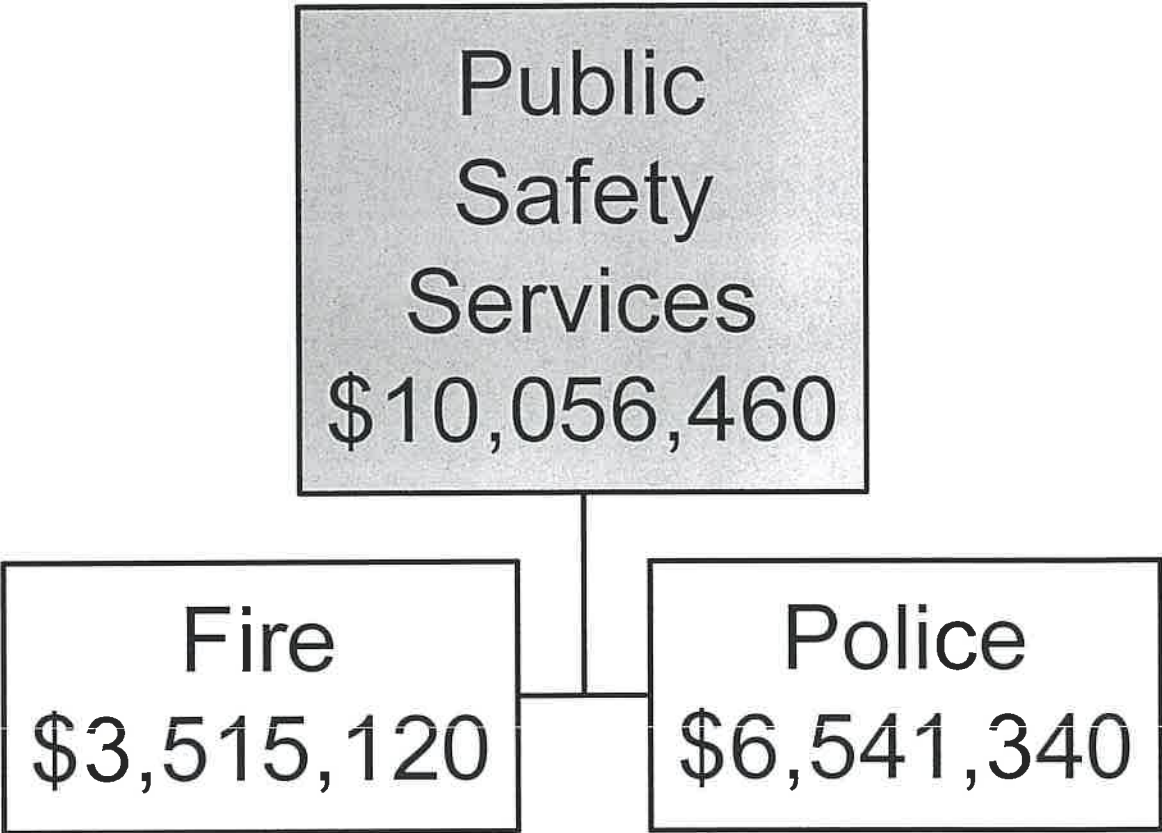 Public
Safety
Services
$10,056,460
Fire
$3,515,120
Police
$6,541,340